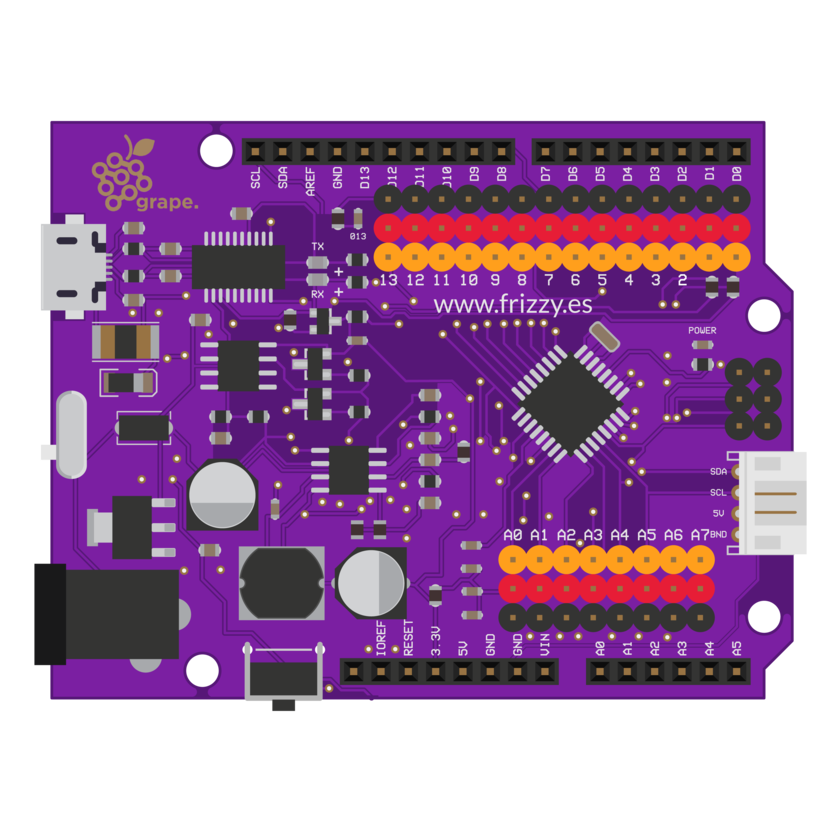 grape.
SCL SDA AREF GND D13 D12 D11 D10 D9 D8 D7 D6 D5 D4 D3 D2 D1 D0
TX
RX
+
+
013
13 12 11 10 9 8 7 6 5 4 3 2
www.frizzy.es
POWER
SDA
SCL
5V
GND
A0 A1 A2 A3 A4 A5 A6 A7
IOREF RESET 3.3V 5V GND GND VIN A0 A1 A2 A3 A4 A5